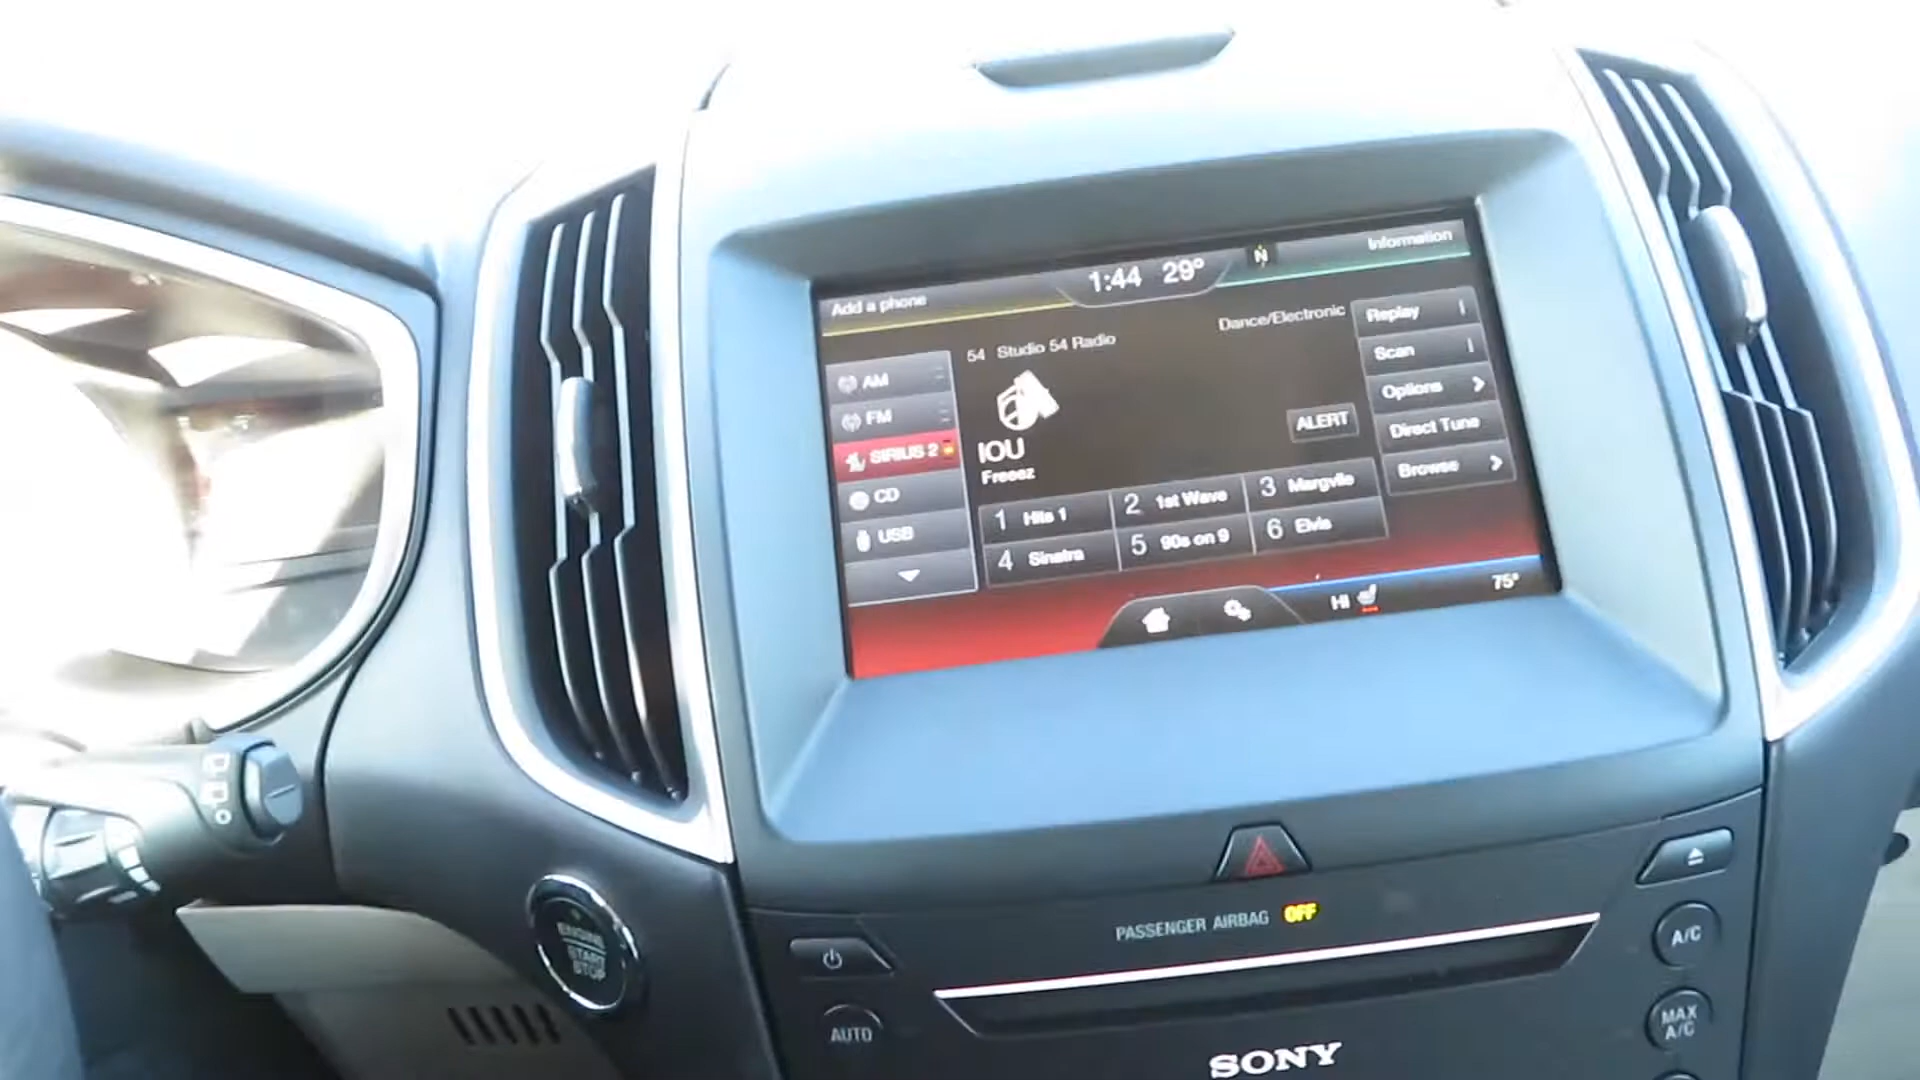 Add a phone
1:44 29°
N
Information
54 Studio 54 Radio
Dance/Electronic
AM
FM
SIRIUS 2
CD
USB
IOU
Freeez
ALERT
Replay
Scan
Options
Direct Tune
Browse
1 Hits 1
2 1st Wave
3 Margvlle
4 Sinatra
5 90s on 9
6 Elvis
HI
75°
PASSENGER AIRBAG OFF
ENGINE
START
STOP
AUTO
A/C
MAX
A/C
SONY